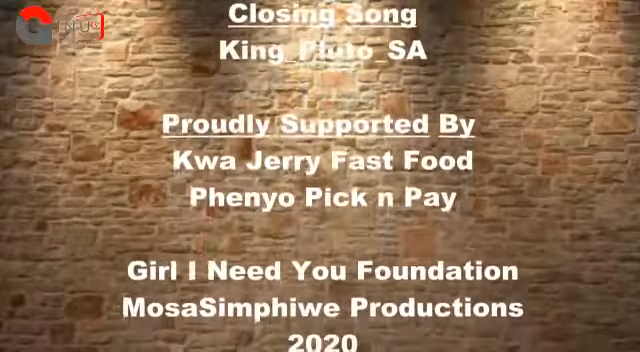 Closing Song
King_Pluto_SA
Proudly Supported By
Kwa Jerry Fast Food
Phenyo Pick n Pay
Girl I Need You Foundation
MosaSimphiwe Productions
2020